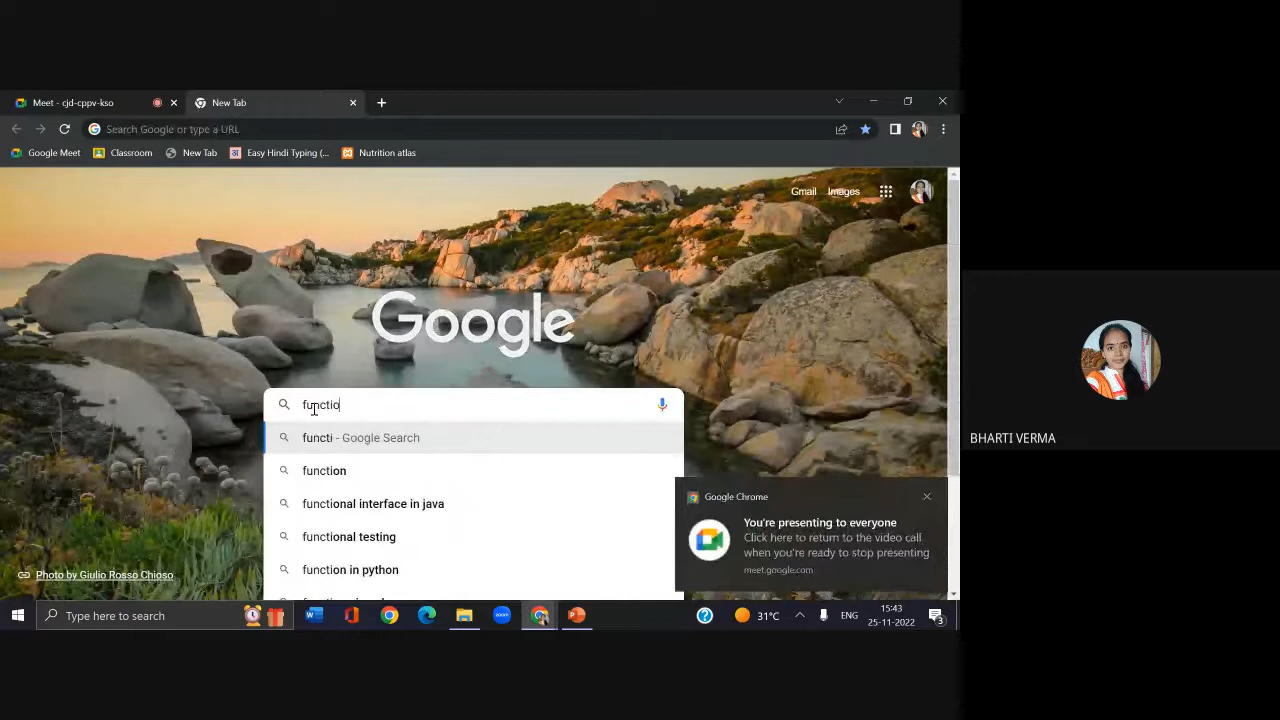 Meet - cjd-cppv-kso
New Tab
Search Google or type a URL
Google Meet
Classroom
New Tab
Easy Hindi Typing (...
Nutrition atlas
Gmail
Images
Google
functio
functi - Google Search
function
functional interface in java
functional testing
function in python
Google Chrome
You're presenting to everyone
Click here to return to the video call
when you're ready to stop presenting
meet.google.com
Photo by Giulio Rosso Chioso
BHARTI VERMA
Type here to search
zoom
31°C
ENG
15:43
25-11-2022
3